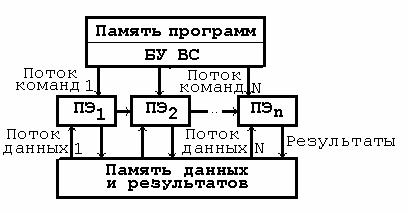 Память программ
БУ ВС
Поток
команд 1
Поток
команд N
ПЭ1
ПЭ2
...
ПЭn
Поток
данных 1
Поток
данных N
Результаты
Память данных
и результатов